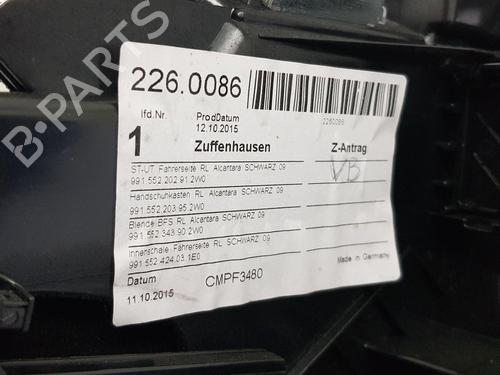 B-PARTS
226.0086
2260086
lfd.Nr. ProdDatum
12.10.2015
1 Zuffenhausen Z-Antrag
ST-UT Fahrerseite RL Alcantara SCHWARZ 09
991.552.202.91.2W0
VB
Handschuhkasten RL Alcantara SCHWARZ 09
991.552.203.95.2W0
Blende BFS RL Alcantara SCHWARZ 09
991.552.343.90.2W0
Innenschale Fahrerseite RL SCHWARZ 09
991.552.424.03.1E0
Datum CMPF3480 Made in Germany
11.10.2015